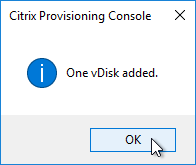 Citrix Provisioning Console
One vDisk added.
OK